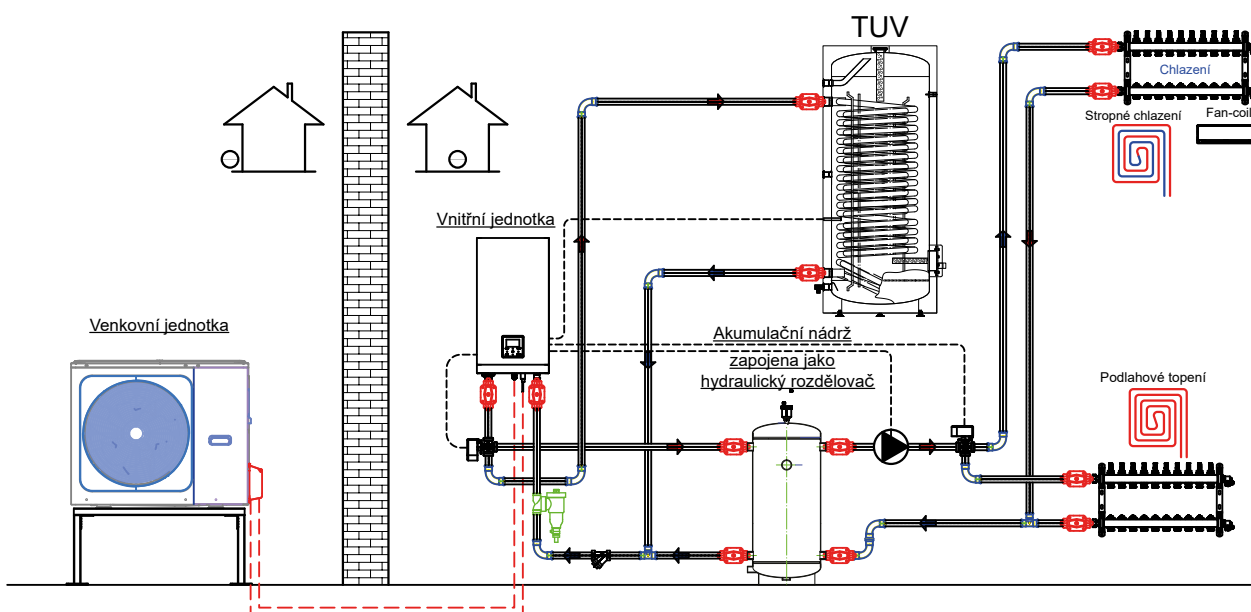 TUV
Chlazení
Stropné chlazení
Fan-coil
Vnitřní jednotka
Venkovní jednotka
Akumulační nádrž
zapojena jako
hydraulický rozdělovač
Podlahové topení